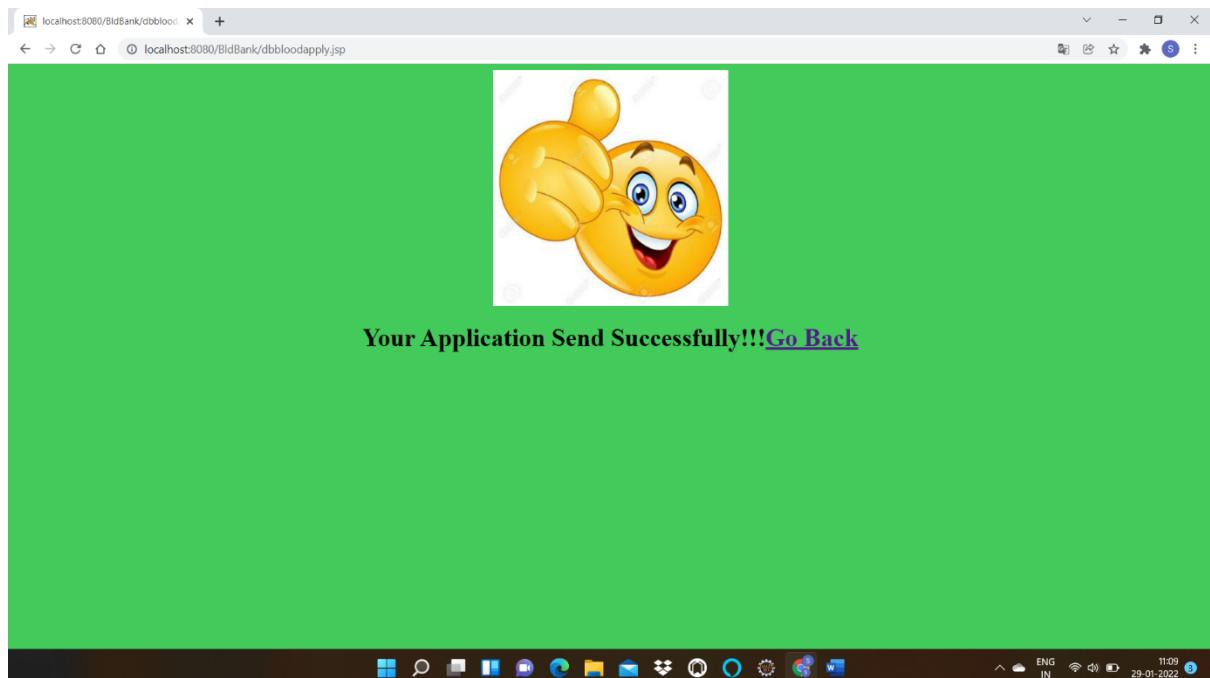 localhost:8080/BldBank/dbblood
localhost:8080/BldBank/dbbloodapply.jsp
S
Your Application Send Successfully!!!Go Back
ENG
IN
11:09
29-01-2022
3